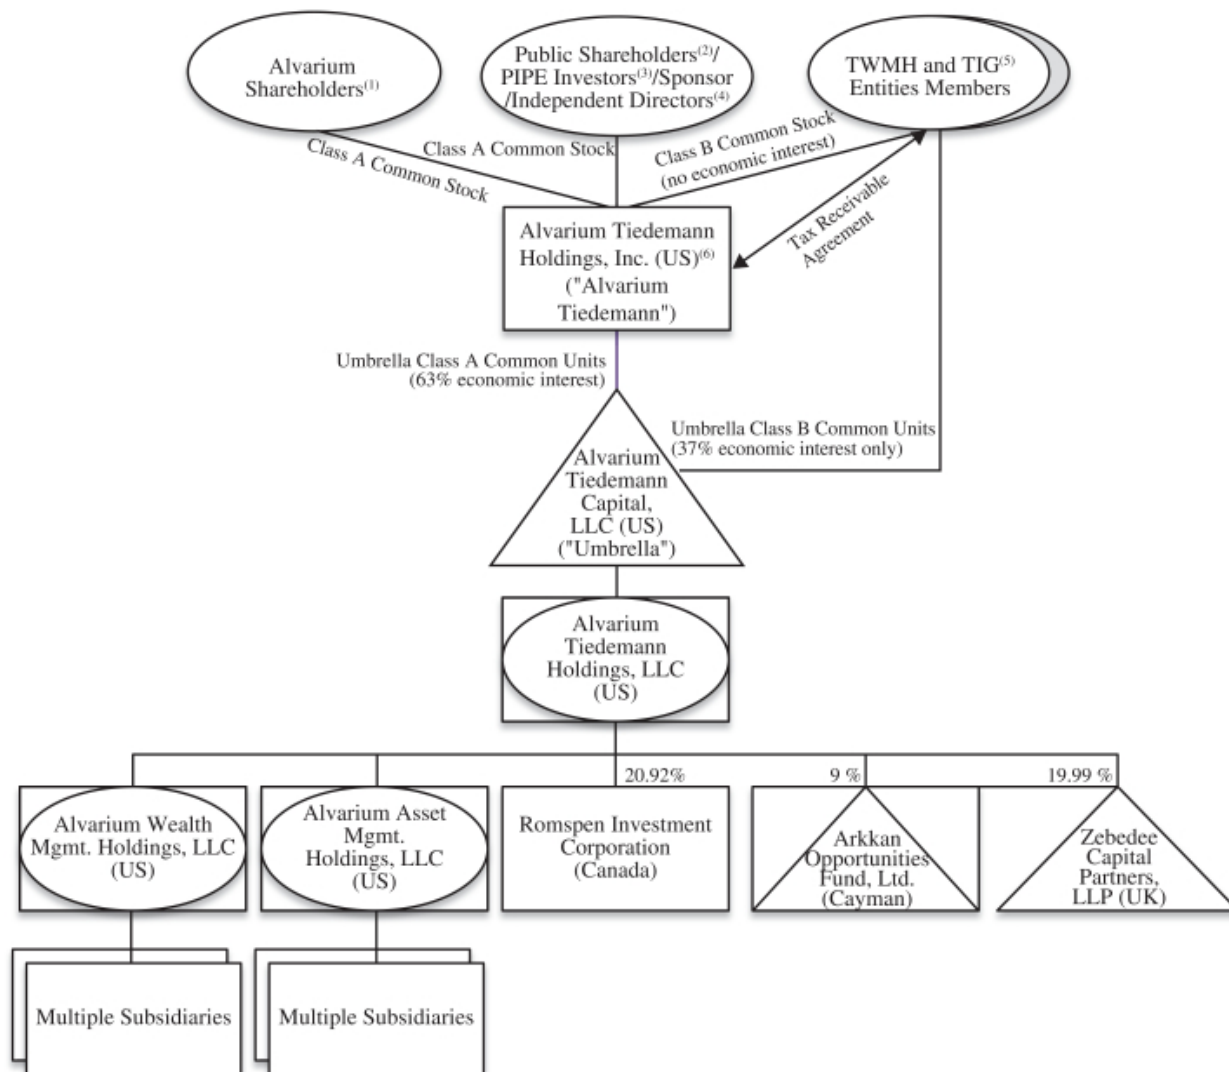 Alvarium
Shareholders(1)
Public Shareholders(2)/
PIPE Investors(3)/Sponsor
/Independent Directors(4)
TWMH and TIG(5)
Entities Members
Class A Common Stock
Class A Common Stock
Class B Common Stock
(no economic interest)
Tax Receivable
Agreement
Alvarium Tiedemann
Holdings, Inc. (US)(6)
("Alvarium
Tiedemann")
Umbrella Class A Common Units
(63% economic interest)
Umbrella Class B Common Units
(37% economic interest only)
Alvarium
Tiedemann
Capital,
LLC (US)
("Umbrella")
Alvarium
Tiedemann
Holdings, LLC
(US)
20.92%
9 %
19.99 %
Alvarium Wealth
Mgmt. Holdings, LLC
(US)
Alvarium Asset
Mgmt.
Holdings, LLC
(US)
Romspen Investment
Corporation
(Canada)
Arkkan
Opportunities
Fund, Ltd.
(Cayman)
Zebedee
Capital
Partners,
LLP (UK)
Multiple Subsidiaries
Multiple Subsidiaries